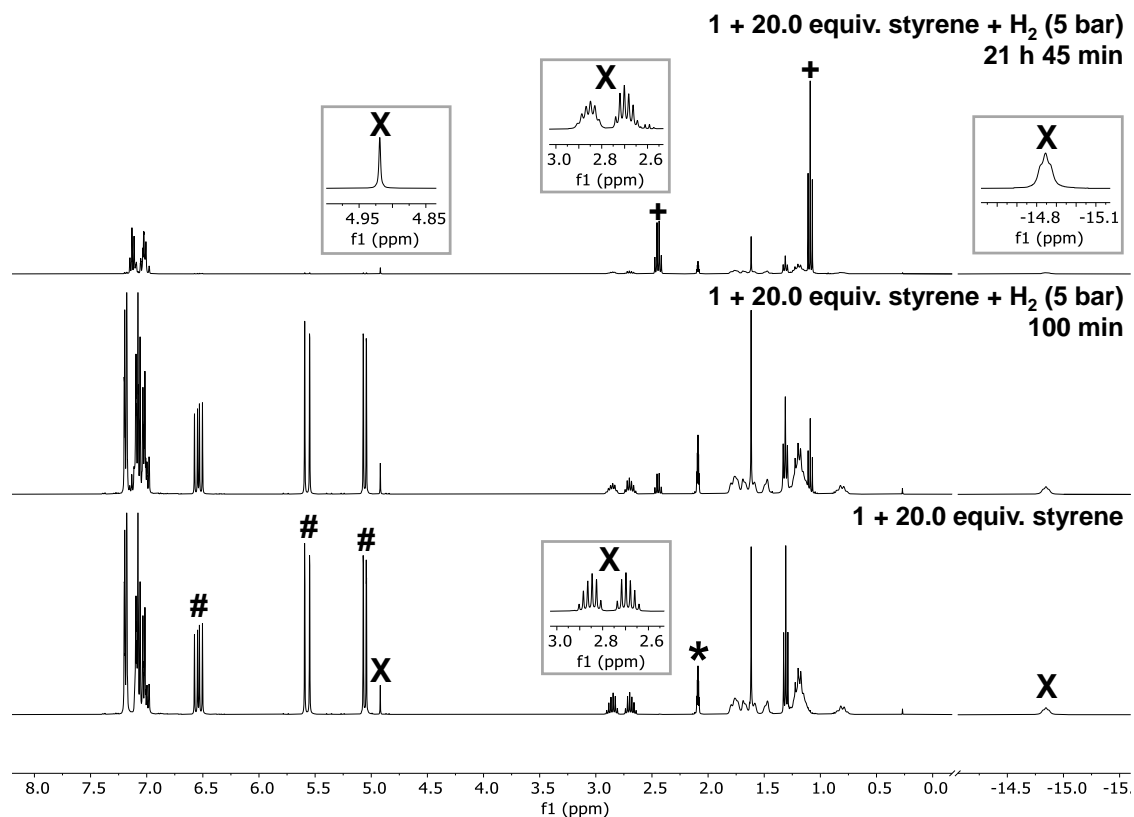 1 + 20.0 equiv. styrene + H₂ (5 bar)
21 h 45 min
+
X
X
X
3.0 2.8 2.6
f1 (ppm)
+
4.95 4.85
f1 (ppm)
-14.8 -15.1
f1 (ppm)
1 + 20.0 equiv. styrene + H₂ (5 bar)
100 min
1 + 20.0 equiv. styrene
# # X
#
3.0 2.8 2.6
f1 (ppm)
*
X X
8.0 7.5 7.0 6.5 6.0 5.5 5.0 4.5 4.0 3.5 3.0 2.5 2.0 1.5 1.0 0.5 0.0 -14.5 -15.0 -15.
f1 (ppm)